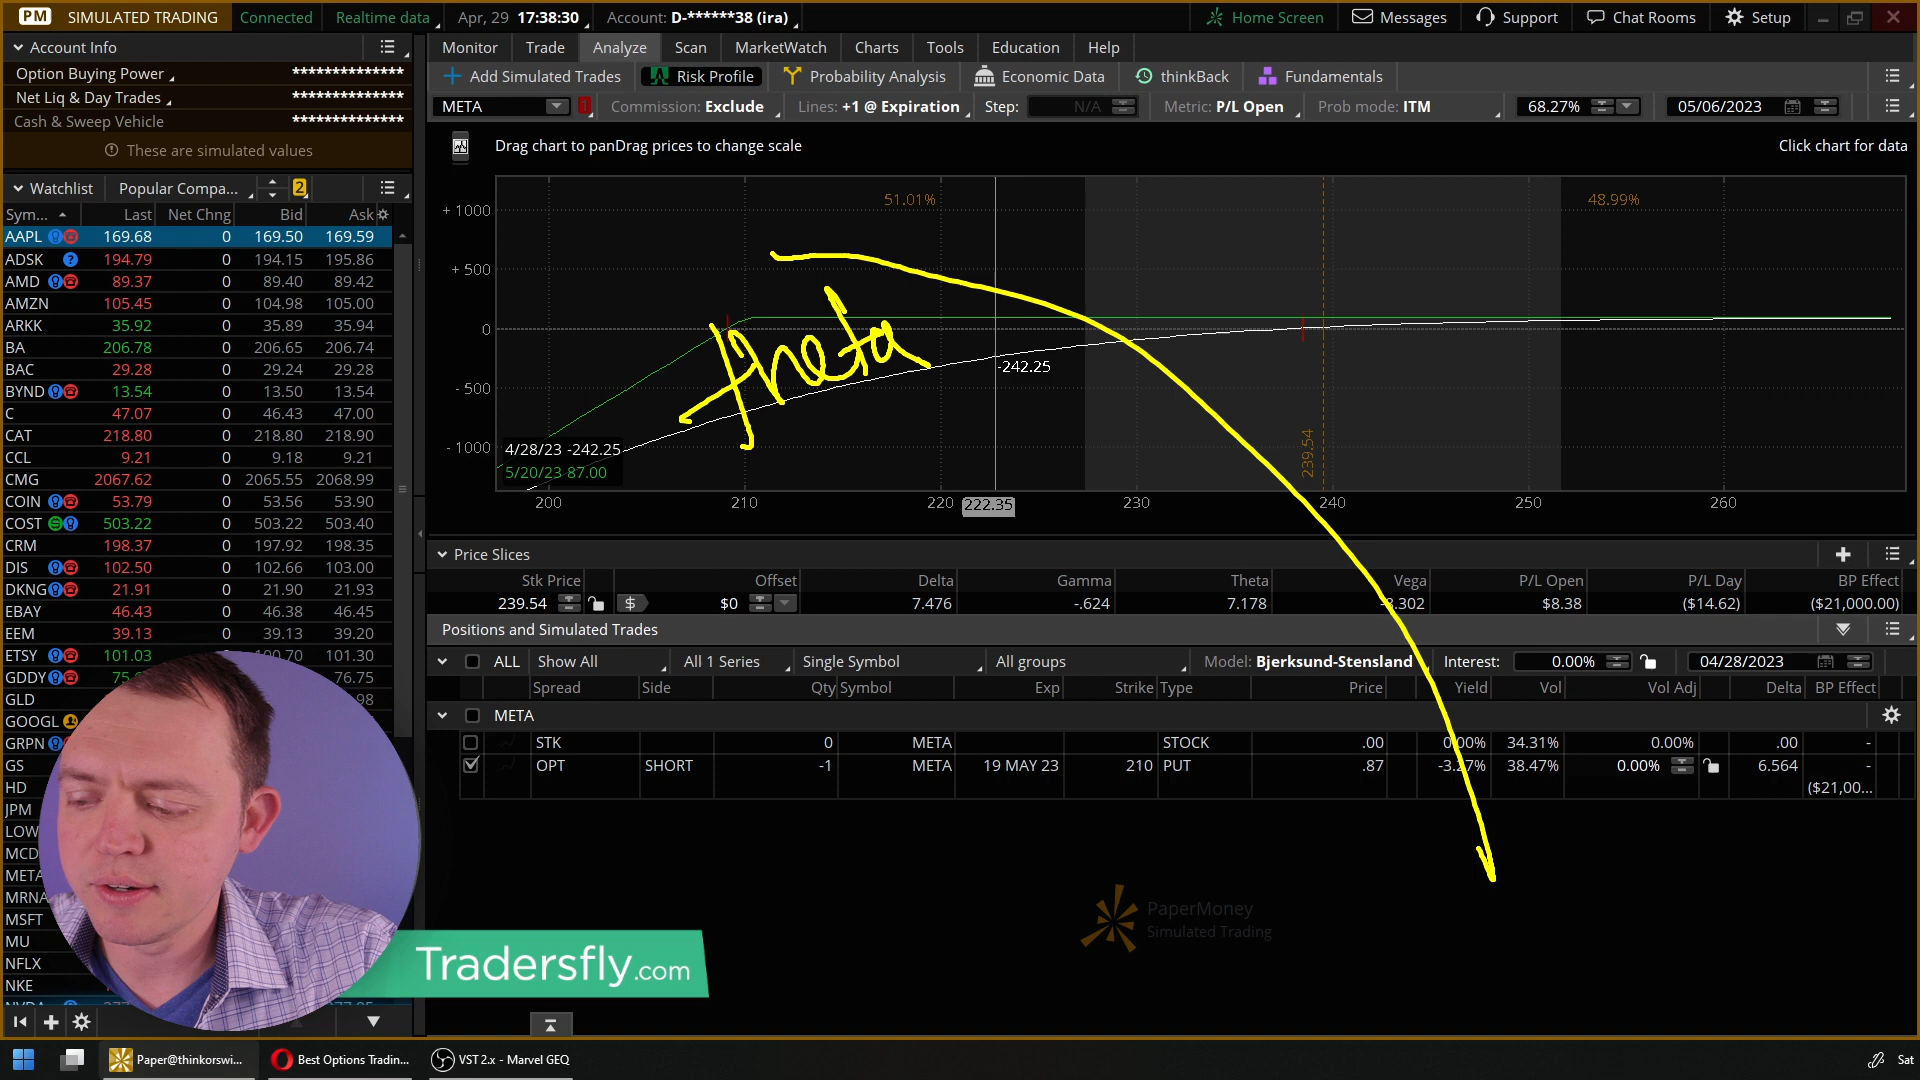 PM SIMULATED TRADING Connected Realtime data Apr, 29 17:38:30 Account: D-******38 (ira) Home Screen Messages Support Chat Rooms Setup
Account Info
Option Buying Power **************
Net Liq & Day Trades **************
Cash & Sweep Vehicle **************
These are simulated values
Watchlist Popular Compa... 2
Sym... Last Net Chng Bid Ask
AAPL 169.68 0 169.50 169.59
ADSK 194.79 0 194.15 195.86
AMD 89.37 0 89.40 89.42
AMZN 105.45 0 104.98 105.00
ARKK 35.92 0 35.89 35.94
BA 206.78 0 206.65 206.74
BAC 29.28 0 29.24 29.28
BYND 13.54 0 13.50 13.54
C 47.07 0 46.43 47.00
CAT 218.80 0 218.80 218.90
CCL 9.21 0 9.18 9.21
CMG 2067.62 0 2065.55 2068.99
COIN 53.79 0 53.56 53.90
COST 503.22 0 503.22 503.40
CRM 198.37 0 197.92 198.35
DIS 102.50 0 102.66 103.00
DKNG 21.91 0 21.90 21.93
EBAY 46.43 0 46.38 46.45
EEM 39.13 0 39.13 39.20
ETSY 101.03 0 100.70 101.30
GDDY 76.75
GLD
GOOGL
GRPN
GS
HD
JPM
LOW
MCD
META
MRNA
MSFT
MU
NFLX
NKE
Monitor Trade Analyze Scan MarketWatch Charts Tools Education Help
Add Simulated Trades Risk Profile Probability Analysis Economic Data thinkBack Fundamentals
META 1 Commission: Exclude Lines: +1 @ Expiration Step: N/A Metric: P/L Open Prob mode: ITM 68.27% 05/06/2023
Drag chart to panDrag prices to change scale Click chart for data
51.01% 48.99%
+ 1000
+ 500
0
- 500
- 1000
theta
-242.25
239.54
4/28/23 -242.25
5/20/23 87.00
200 210 220 222.35 230 240 250 260
Price Slices
Stk Price Offset Delta Gamma Theta Vega P/L Open P/L Day BP Effect
239.54 $ $0 7.476 -.624 7.178 $8.38 ($14.62) ($21,000.00)
Positions and Simulated Trades
ALL Show All All 1 Series Single Symbol All groups Model: Bjerksund-Stensland Interest: 0.00% 04/28/2023
Spread Side Qty Symbol Exp Strike Type Price Yield Vol Vol Adj Delta BP Effect
META
STK 0 META STOCK .00 0.00% 34.31% 0.00% .00 -
OPT SHORT -1 META 19 MAY 23 210 PUT .87 -3.27% 38.47% 0.00% 6.564 -
($21,00...
PaperMoney
Simulated Trading
Tradersfly.com
Paper@thinkorswi... Best Options Tradin... VST 2.x - Marvel GEQ Sat